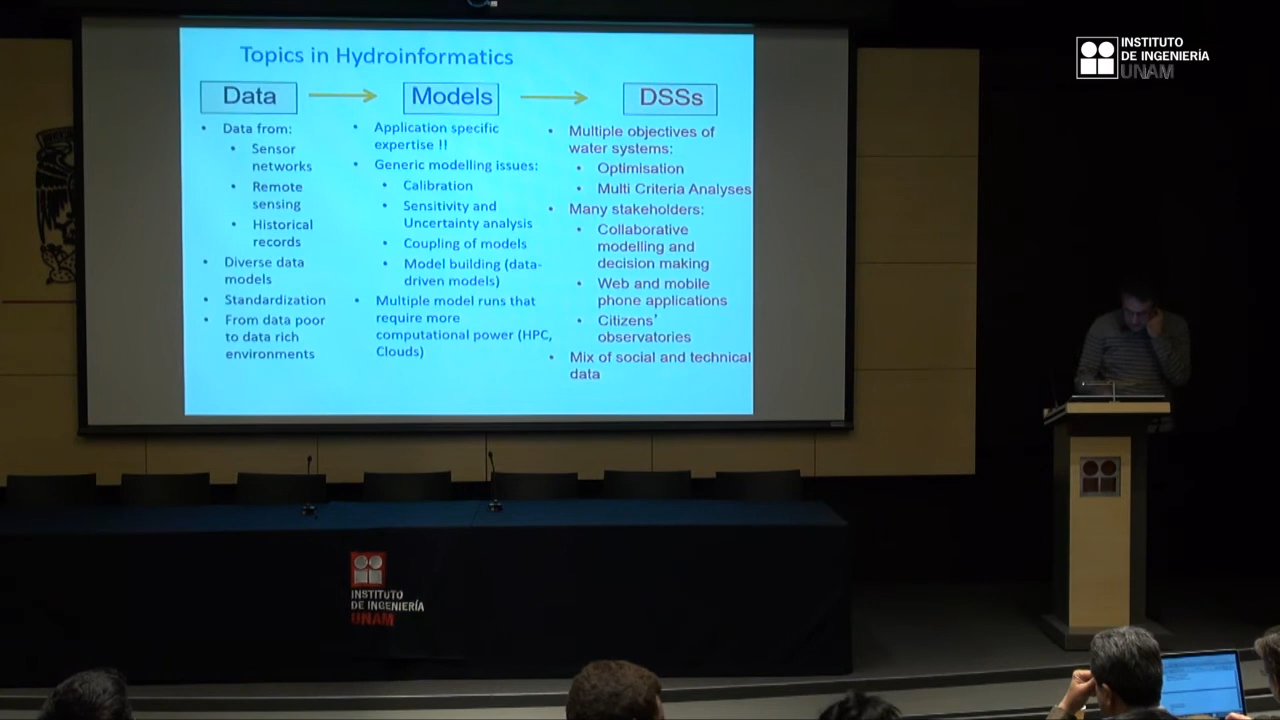 Topics in Hydroinformatics
Data
Models
DSSs
• Data from:
• Sensor
networks
• Remote
sensing
• Historical
records
• Diverse data
models
• Standardization
• From data poor
to data rich
environments
• Application specific
expertise !!
• Generic modelling issues:
• Calibration
• Sensitivity and
Uncertainty analysis
• Coupling of models
• Model building (data-
driven models)
• Multiple model runs that
require more
computational power (HPC,
Clouds)
• Multiple objectives of
water systems:
• Optimisation
• Multi Criteria Analyses
• Many stakeholders:
• Collaborative
modelling and
decision making
• Web and mobile
phone applications
• Citizens’
observatories
• Mix of social and technical
data
INSTITUTO
DE INGENIERÍA
UNAM
INSTITUTO
DE INGENIERÍA
UNAM